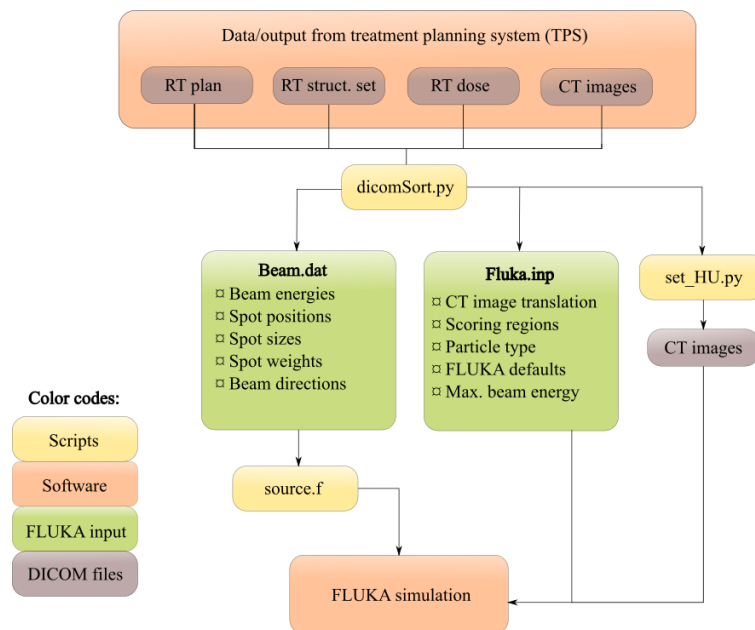 Data/output from treatment planning system (TPS)
RT plan
RT struct. set
RT dose
CT images
dicomSort.py
Beam.dat
¤ Beam energies
¤ Spot positions
¤ Spot sizes
¤ Spot weights
¤ Beam directions
Fluka.inp
¤ CT image translation
¤ Scoring regions
¤ Particle type
¤ FLUKA defaults
¤ Max. beam energy
set_HU.py
CT images
Color codes:
Scripts
Software
FLUKA input
DICOM files
source.f
FLUKA simulation